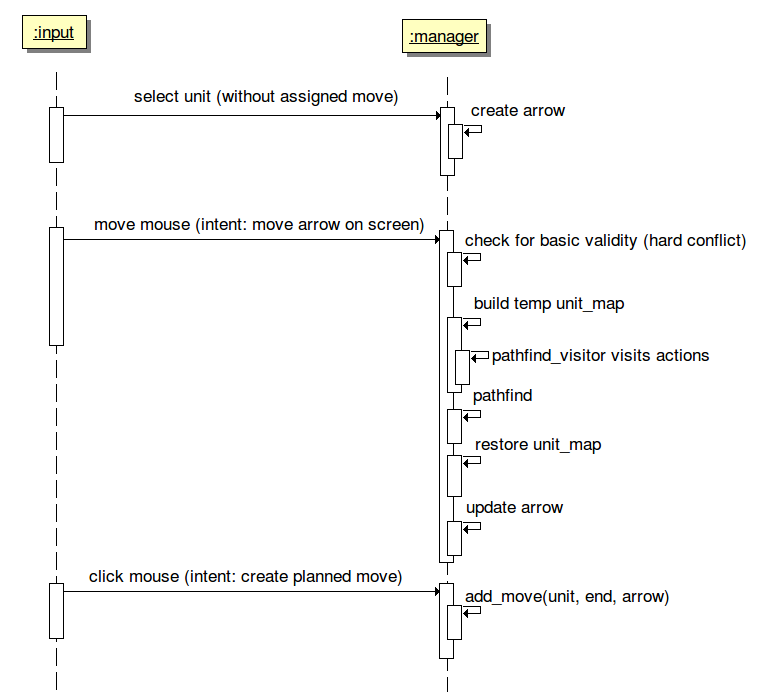 :input
:manager
select unit (without assigned move)
create arrow
move mouse (intent: move arrow on screen)
check for basic validity (hard conflict)
build temp unit_map
pathfind_visitor visits actions
pathfind
restore unit_map
update arrow
click mouse (intent: create planned move)
add_move(unit, end, arrow)